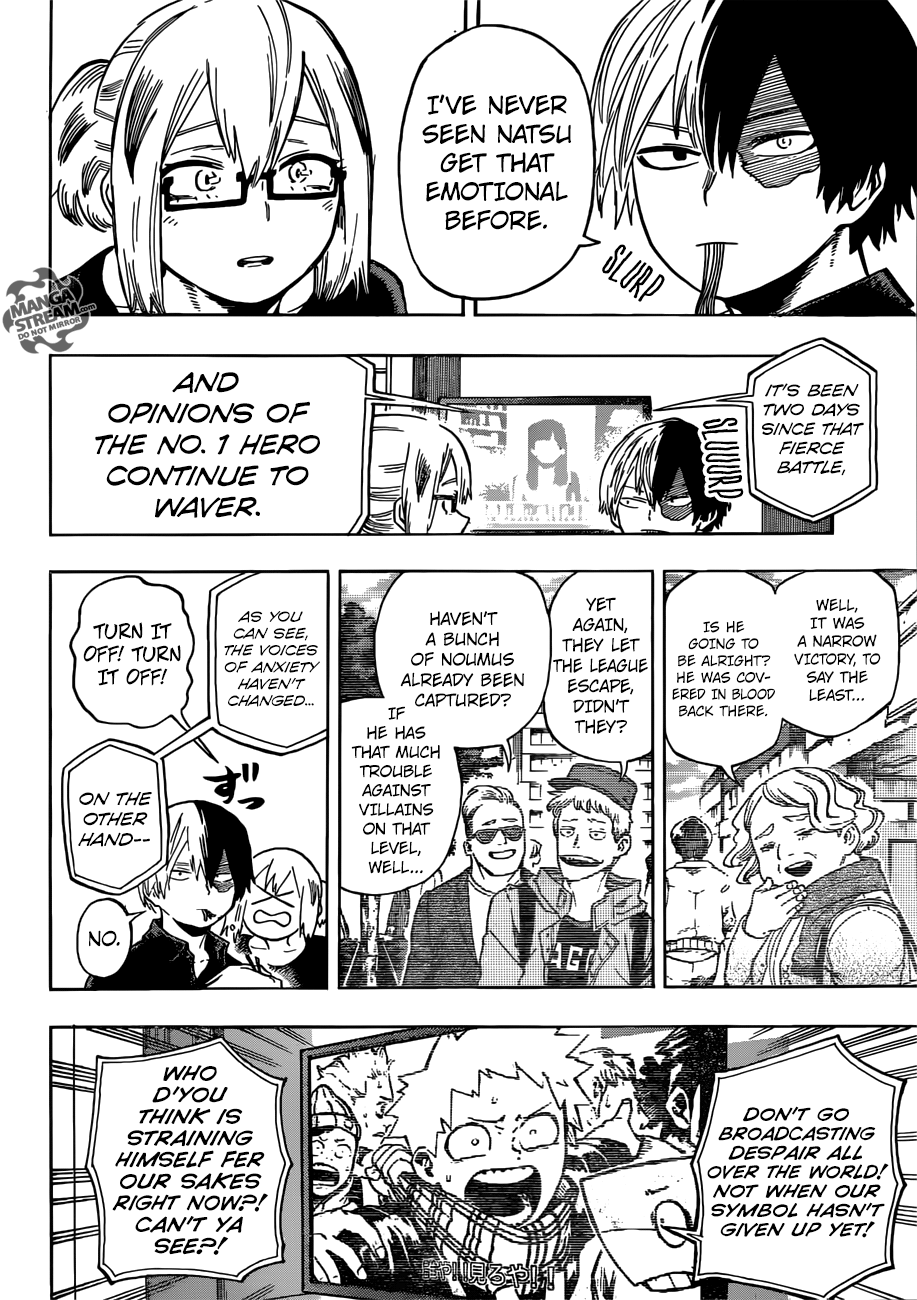 I'VE NEVER
SEEN NATSU
GET THAT
EMOTIONAL
BEFORE.
SLURP
MANGA
STREAM.com
DO NOT MIRROR
IT'S BEEN
TWO DAYS
SINCE THAT
FIERCE
BATTLE,
SLUUURP
AND
OPINIONS OF
THE NO. 1 HERO
CONTINUE TO
WAVER.
WELL,
IT WAS
A NARROW
VICTORY, TO
SAY THE
LEAST...
IS HE
GOING TO
BE ALRIGHT?
HE WAS COV-
ERED IN BLOOD
BACK THERE.
YET
AGAIN,
THEY LET
THE LEAGUE
ESCAPE,
DIDN'T
THEY?
HAVEN'T
A BUNCH
OF NOUMUS
ALREADY BEEN
CAPTURED?
IF
HE HAS
THAT MUCH
TROUBLE
AGAINST
VILLAINS
ON THAT
LEVEL,
WELL...
AGO
AS YOU
CAN SEE,
THE VOICES
OF ANXIETY
HAVEN'T
CHANGED...
TURN IT
OFF! TURN
IT OFF!
ON THE
OTHER
HAND--
ずっ
NO.
DON'T GO
BROADCASTING
DESPAIR ALL
OVER THE WORLD!
NOT WHEN OUR
SYMBOL HASN'T
GIVEN UP YET!
WHO
D'YOU
THINK IS
STRAINING
HIMSELF FER
OUR SAKES
RIGHT NOW?!
CAN'T YA
SEE?!
見ろや!!